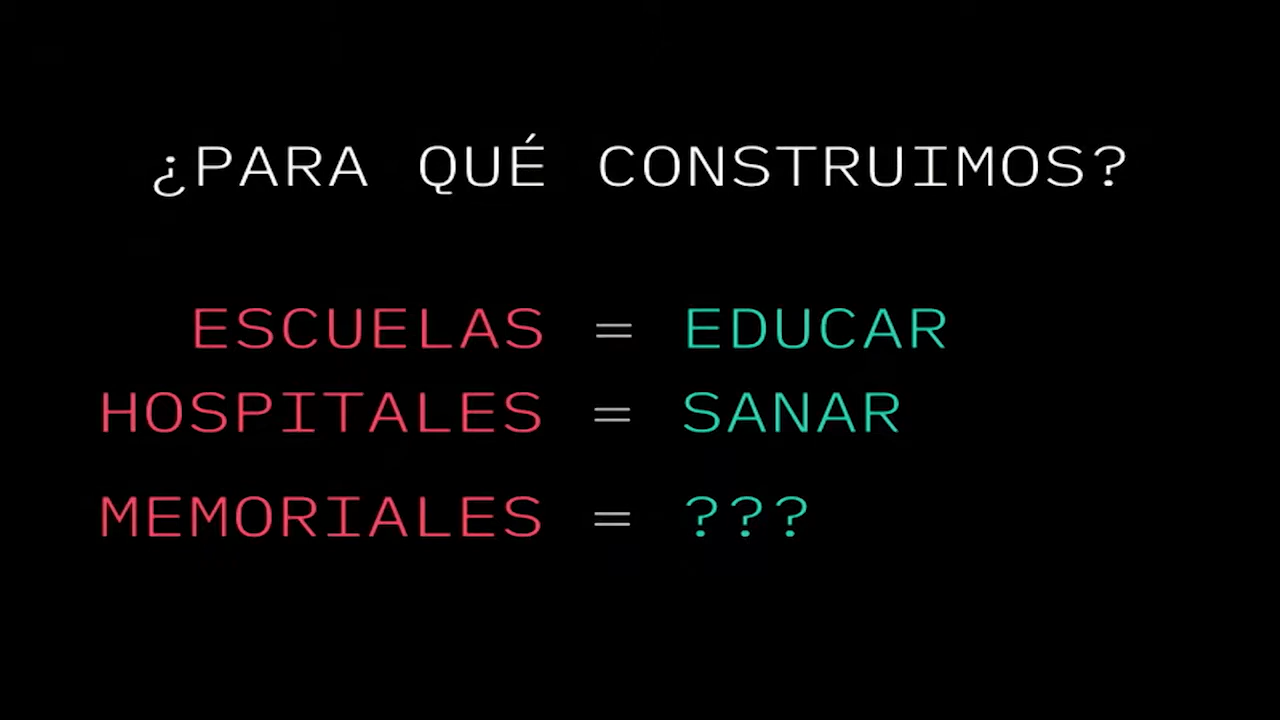 ¿PARA QUÉ CONSTRUIMOS?
ESCUELAS = EDUCAR
HOSPITALES = SANAR
MEMORIALES = ???